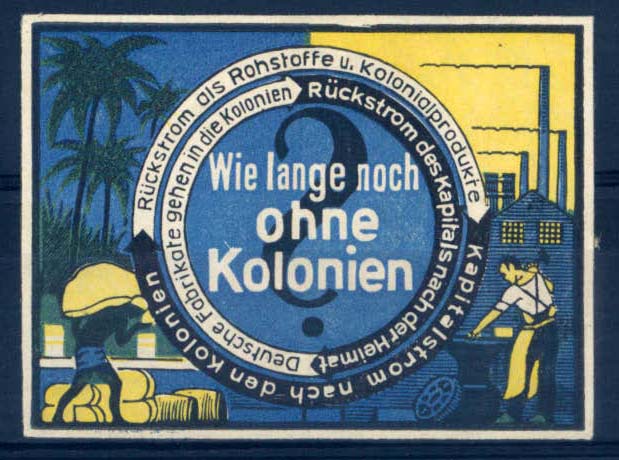 Rückstrom als Rohstoffe u. Kolonialprodukte
Kapitalstrom nach den Kolonien
Deutsche Fabrikate gehen in die Kolonien
Rückstrom des Kapitals nach der Heimat
Wie lange noch
ohne
Kolonien
?